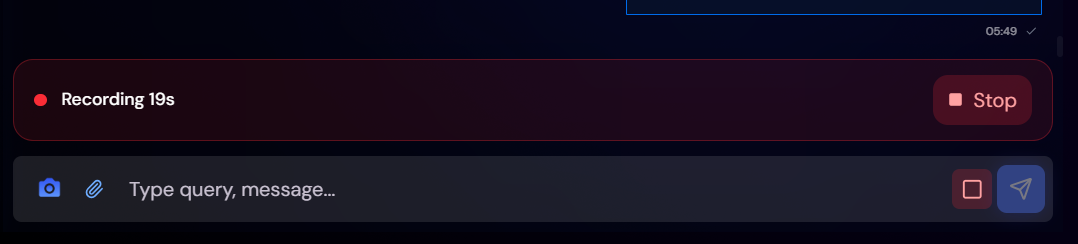 05:49
Recording 19s
Stop
Type query, message...